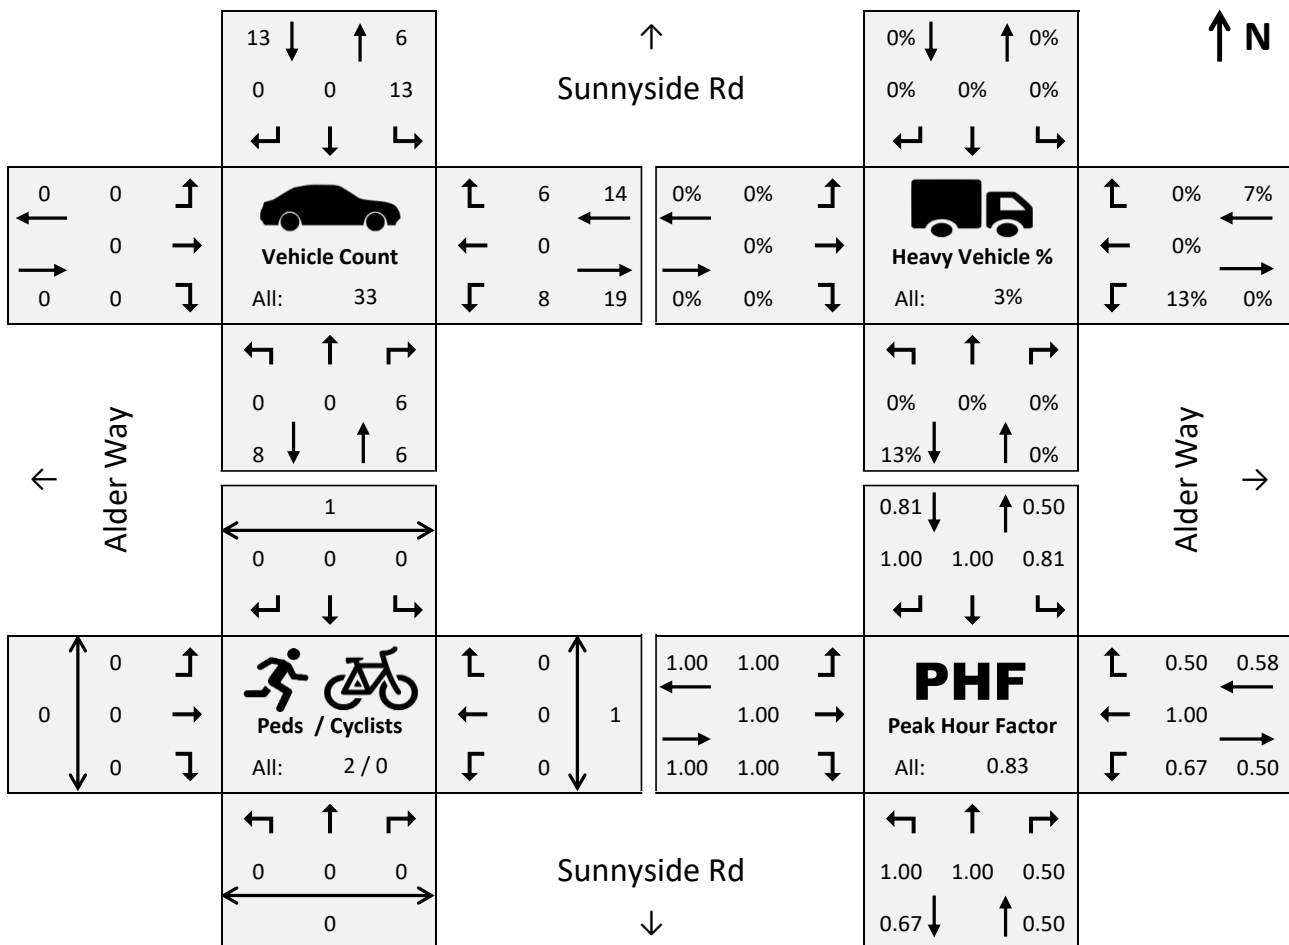 13 6 0% 0% N
Sunnyside Rd
0 0 13 0% 0% 0%
0 0 6 14 0% 0% 0% 7%
0 0 0% 0%
Vehicle Count Heavy Vehicle %
0 0 All: 33 8 19 0% 0% All: 3% 13% 0%
0 0 6 0% 0% 0%
8 6 13% 0%
Alder Way Alder Way
1 0.81 0.50
0 0 0 1.00 1.00 0.81
0 0 1.00 1.00 PHF 0.50 0.58
0 0 Peds / Cyclists 0 1 1.00 Peak Hour Factor 1.00
0 All: 2 / 0 0 1.00 1.00 All: 0.83 0.67 0.50
0 0 0 Sunnyside Rd 1.00 1.00 0.50
0 0.67 0.50